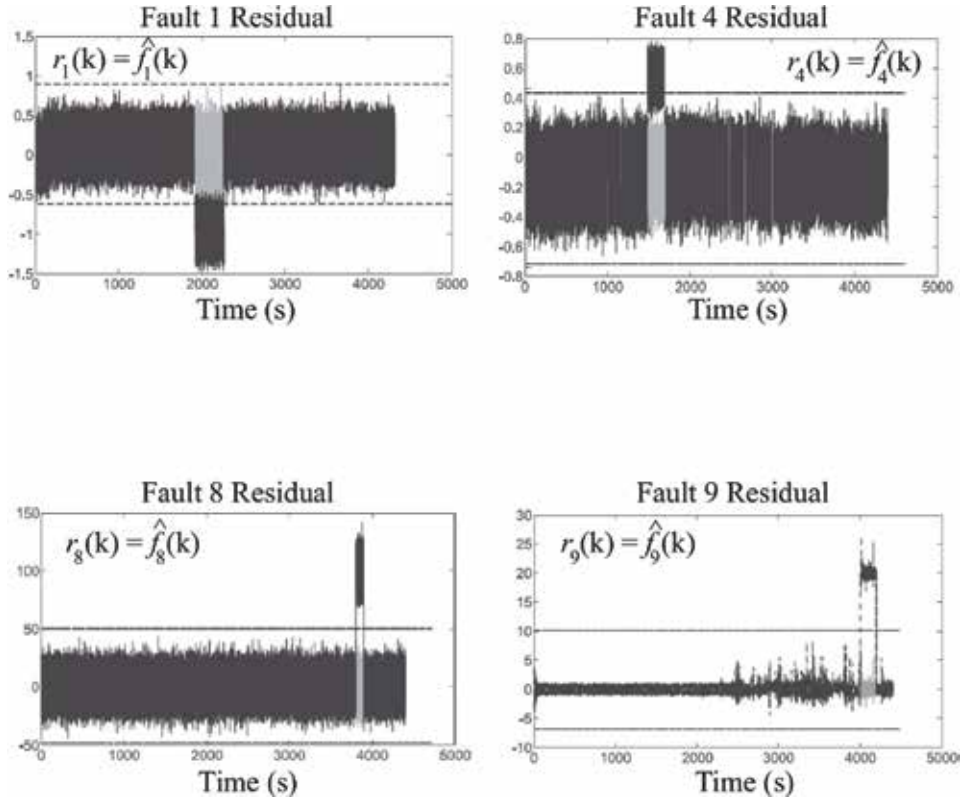 Fault 1 Residual
r₁(k) = f̂₁(k)
1.5
1
0.5
0
-0.5
-1
-1.5
0 1000 2000 3000 4000 5000
Time (s)
Fault 4 Residual
r₄(k) = f̂₄(k)
0.8
0.6
0.4
0.2
0
-0.2
-0.4
-0.6
-0.8
0 1000 2000 3000 4000 5000
Time (s)
Fault 8 Residual
r₈(k) = f̂₈(k)
150
100
50
0
-50
0 1000 2000 3000 4000 5000
Time (s)
Fault 9 Residual
r₉(k) = f̂₉(k)
30
25
20
15
10
5
0
-5
-10
0 1000 2000 3000 4000 5000
Time (s)